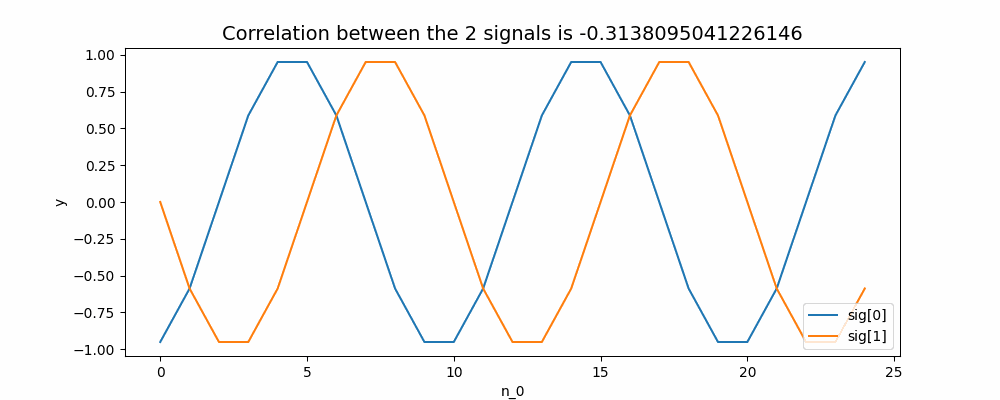 Correlation between the 2 signals is -0.3138095041226146
1.00
0.75
0.50
0.25
0.00
−0.25
−0.50
−0.75
−1.00
y
sig[0]
sig[1]
0 5 10 15 20 25
n_0